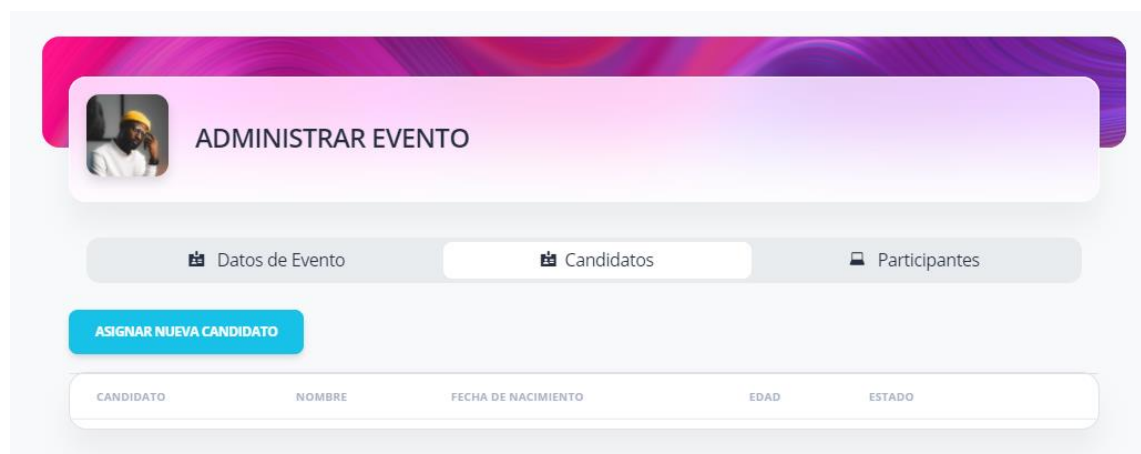 ADMINISTRAR EVENTO
Datos de Evento Candidatos Participantes
ASIGNAR NUEVA CANDIDATO
CANDIDATO NOMBRE FECHA DE NACIMIENTO EDAD ESTADO